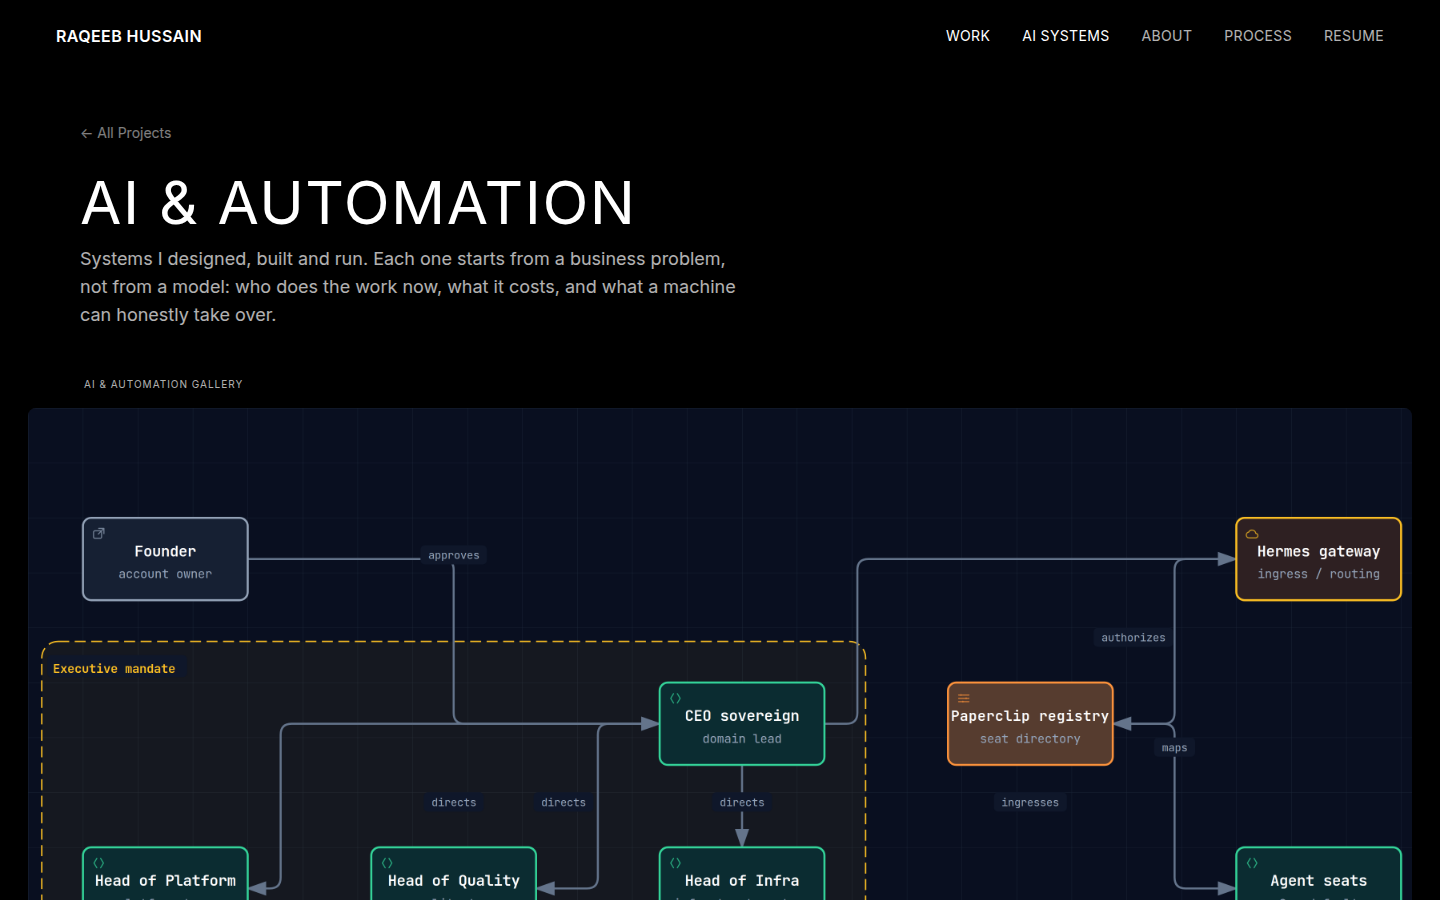 RAQEEB HUSSAIN
WORK
AI SYSTEMS
ABOUT
PROCESS
RESUME
← All Projects
AI & AUTOMATION
Systems I designed, built and run. Each one starts from a business problem,
not from a model: who does the work now, what it costs, and what a machine
can honestly take over.
AI & AUTOMATION GALLERY
Founder
account owner
approves
Hermes gateway
ingress / routing
authorizes
Executive mandate
CEO sovereign
domain lead
Paperclip registry
seat directory
maps
directs
directs
directs
ingresses
Head of Platform
Head of Quality
Head of Infra
Agent seats